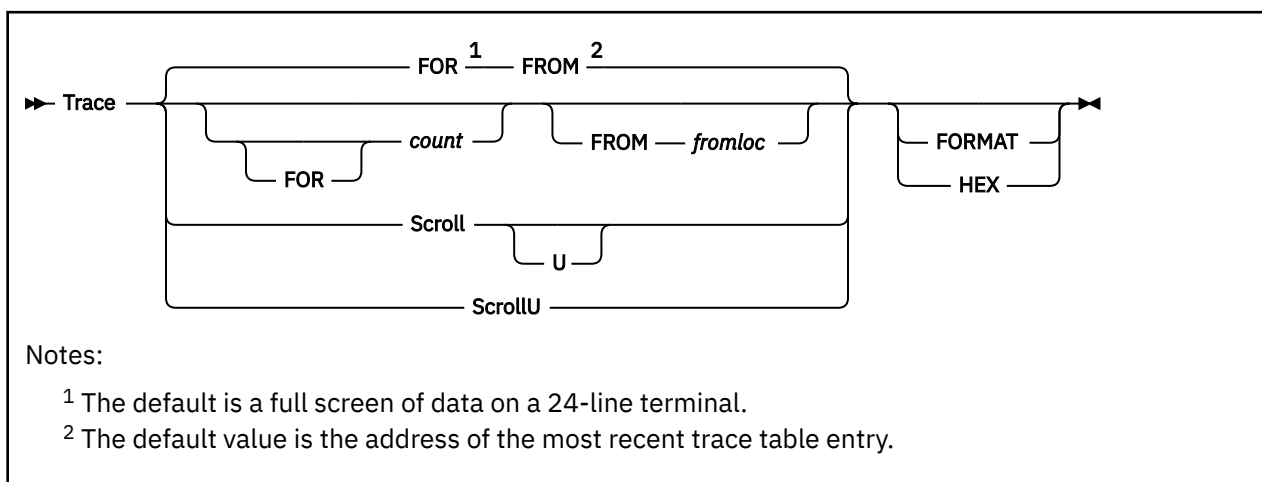 FOR 1 FROM 2
Trace
count FROM fromloc FORMAT
FOR HEX
Scroll
U
ScrollU
Notes:
1 The default is a full screen of data on a 24-line terminal.
2 The default value is the address of the most recent trace table entry.